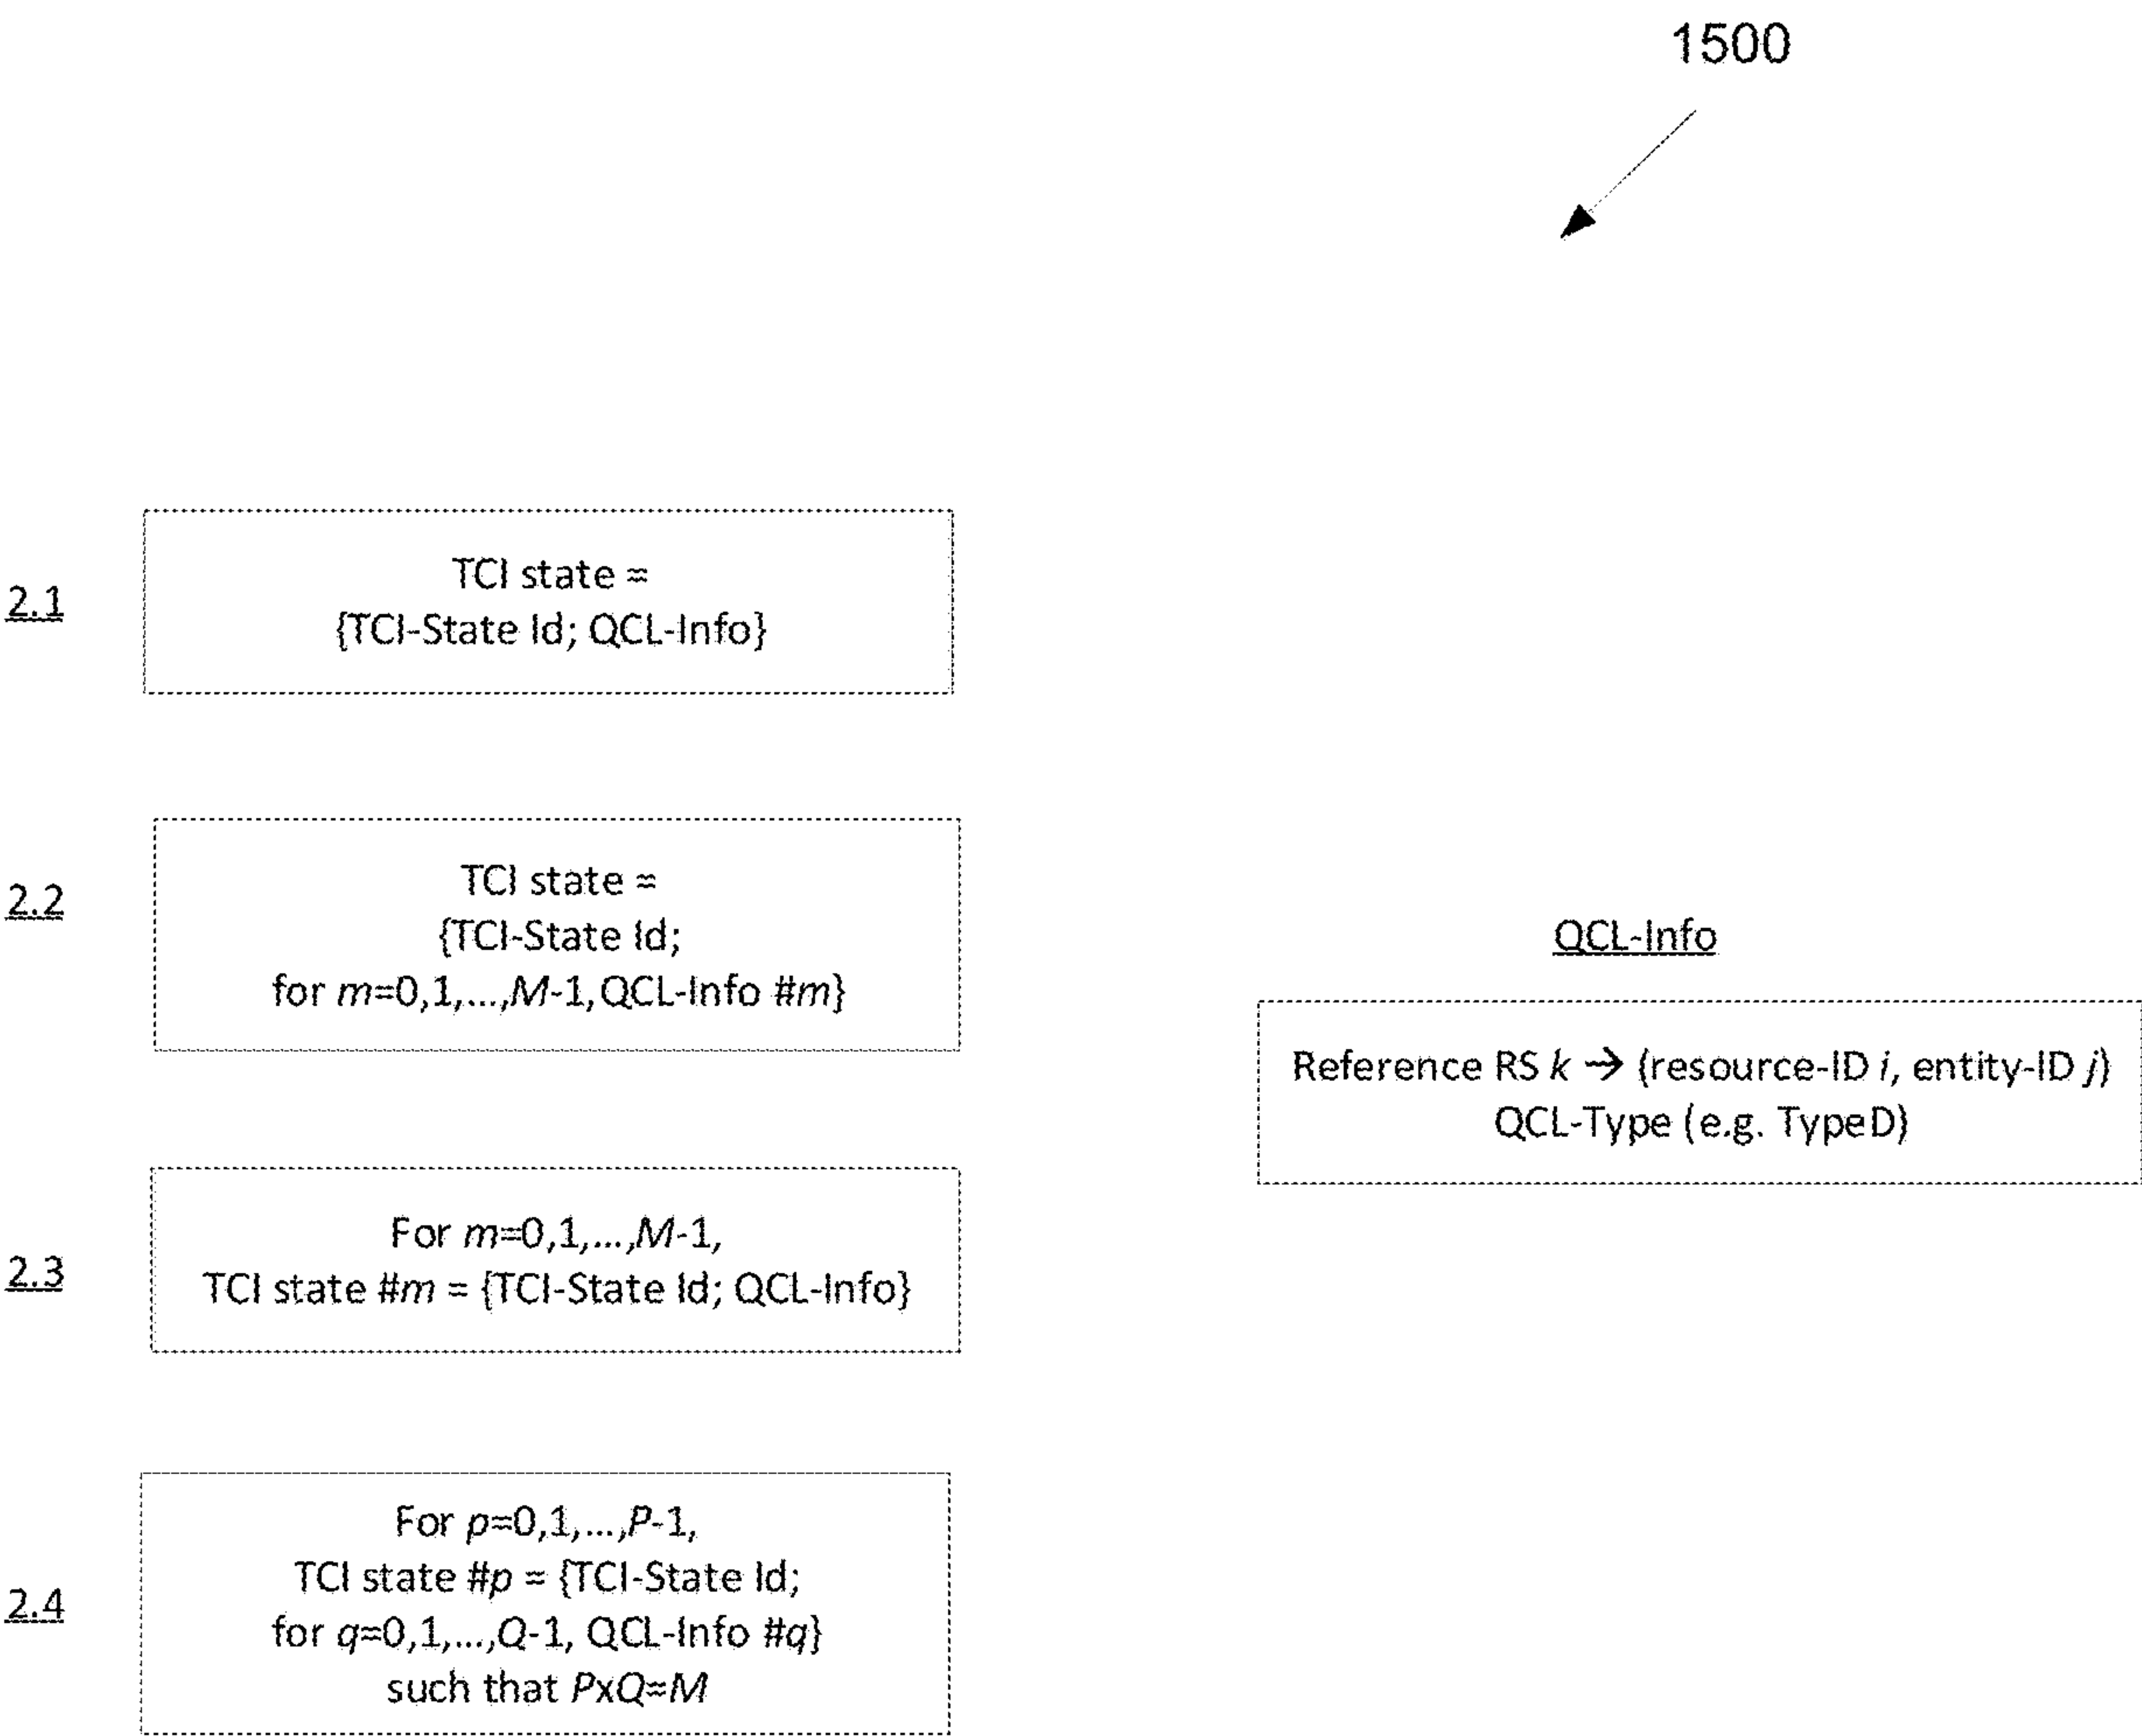 1500
2.1
TCI state =
{TCI-State Id; QCL-Info}
2.2
TCI state =
{TCI-State Id;
for m=0,1,...,M-1,QCL-Info #m}
2.3
For m=0,1,...,M-1,
TCI state #m = {TCI-State Id; QCL-Info}
2.4
For p=0,1,...,P-1,
TCI state #p = {TCI-State Id;
for q=0,1,...,Q-1, QCL-Info #q}
such that PxQ=M
QCL-Info
Reference RS k → (resource-ID i, entity-ID j)
QCL-Type (e.g. TypeD)